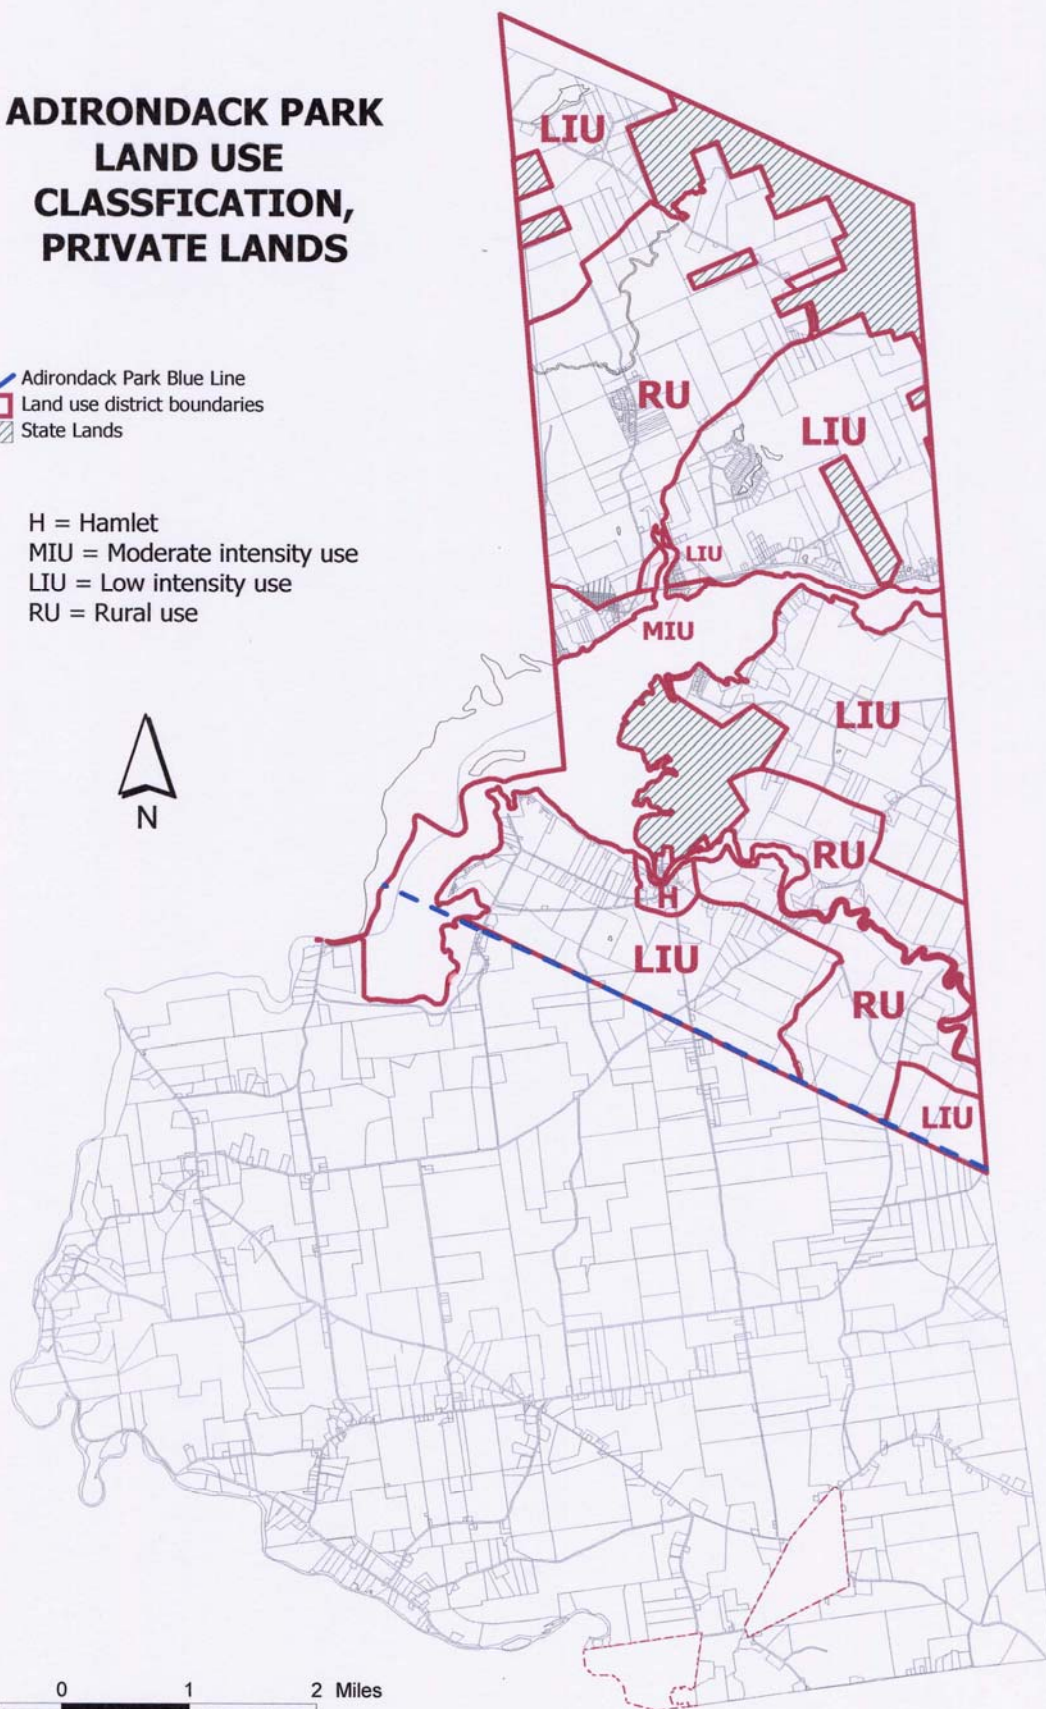 ADIRONDACK PARK
LAND USE
CLASSFICATION,
PRIVATE LANDS
Adirondack Park Blue Line
Land use district boundaries
State Lands
H = Hamlet
MIU = Moderate intensity use
LIU = Low intensity use
RU = Rural use
N
LIU
RU
LIU
LIU
MIU
LIU
RU
H
LIU
RU
LIU
0 1 2 Miles